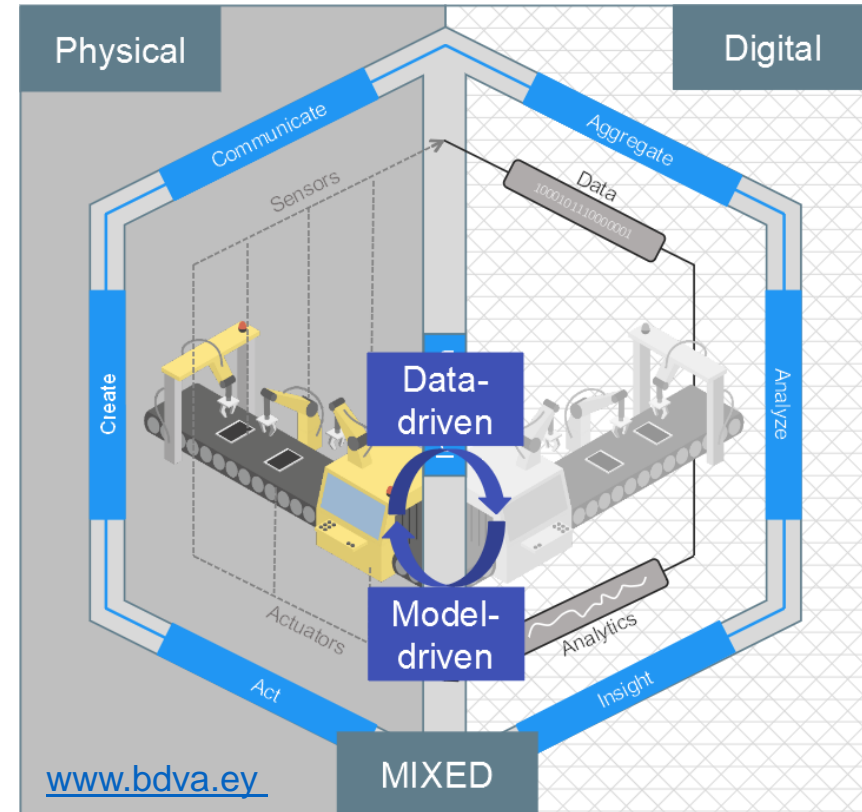 Physical
Digital
Communicate
Aggregate
Sensors
Data
1000101110000001
Create
Analyze
Data-
driven
Model-
driven
Actuators
Analytics
Act
Insight
www.bdva.ey
MIXED